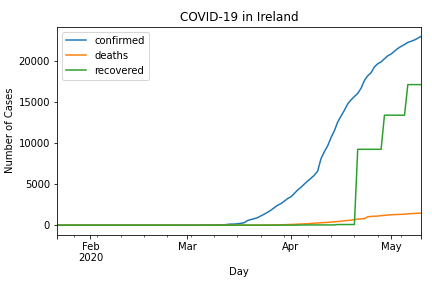 COVID-19 in Ireland
confirmed
deaths
recovered
Number of Cases
20000
15000
10000
5000
0
Feb
2020
Mar
Apr
May
Day